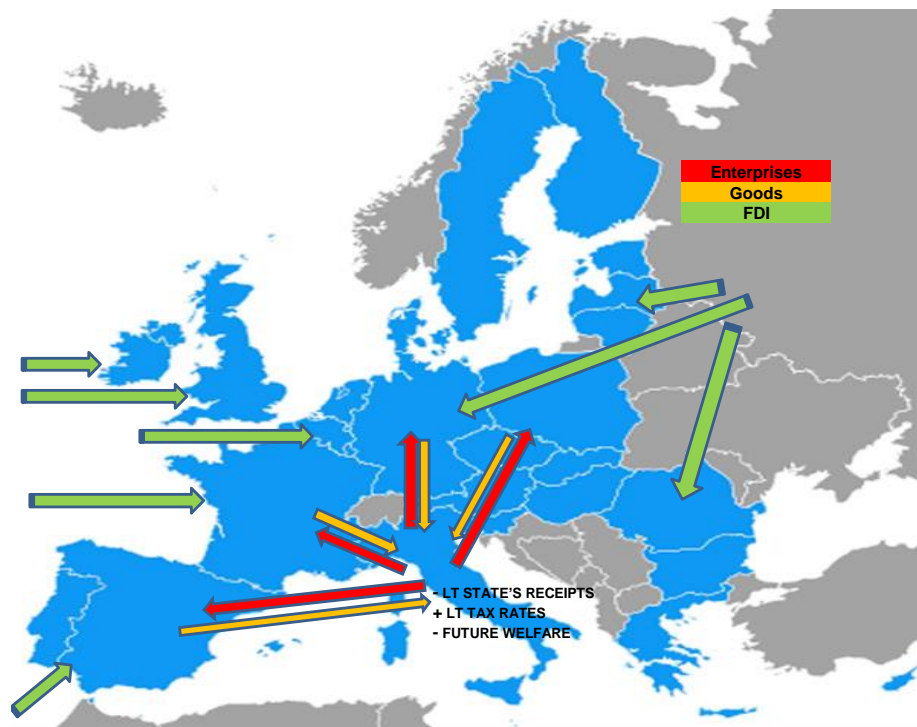 Enterprises
Goods
FDI
- LT STATE'S RECEIPTS
+ LT TAX RATES
- FUTURE WELFARE